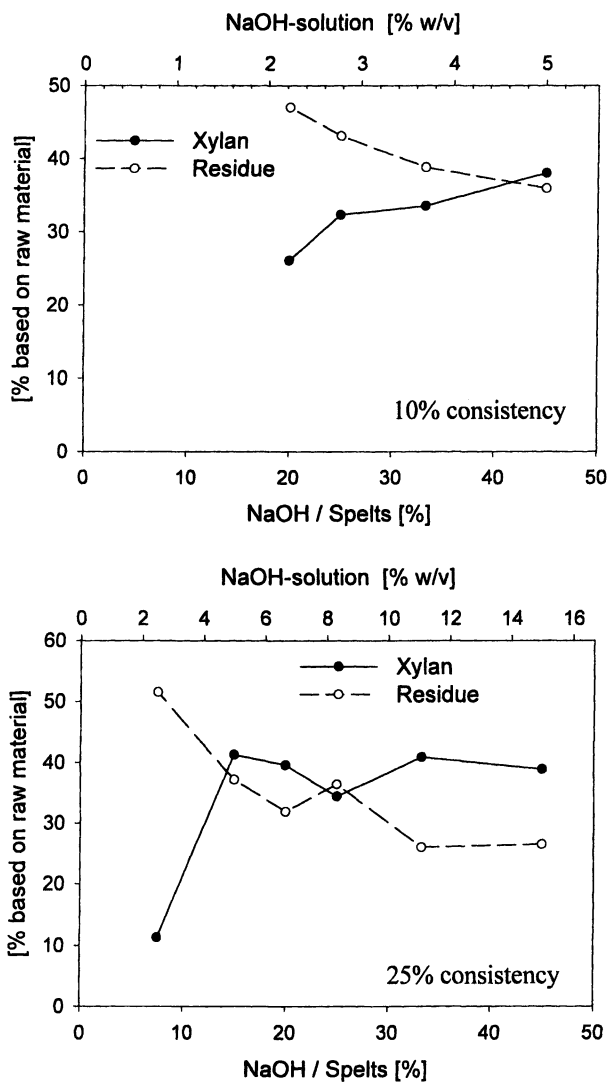 NaOH-solution [% w/v]
0 1 2 3 4 5
50
40
30
20
10
0
[% based on raw material]
Xylan
Residue
10% consistency
0 10 20 30 40 50
NaOH / Spelts [%]
NaOH-solution [% w/v]
0 2 4 6 8 10 12 14 16
60
50
40
30
20
10
0
[% based on raw material]
Xylan
Residue
25% consistency
0 10 20 30 40 50
NaOH / Spelts [%]